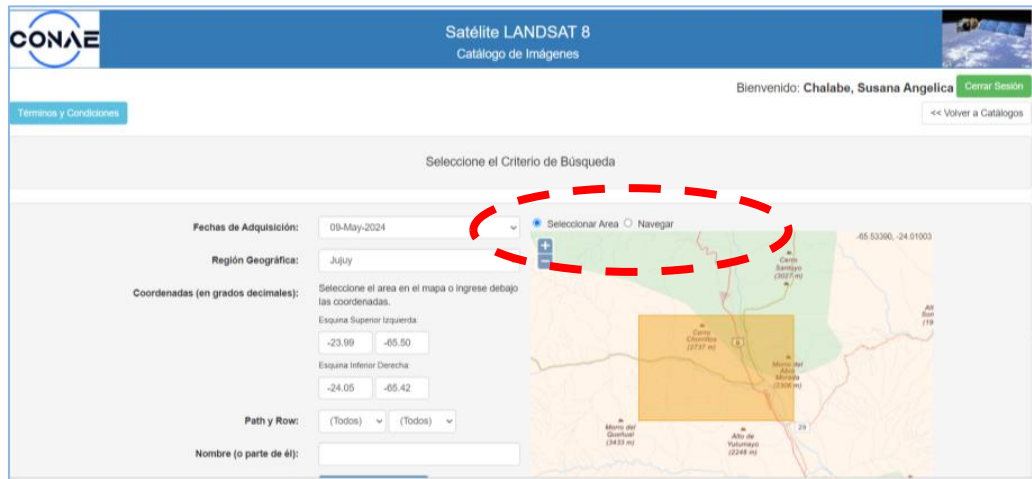 CONAE
Satélite LANDSAT 8
Catálogo de Imágenes
Bienvenido: Chalabe, Susana Angelica
Cerrar Sesión
Términos y Condiciones
<< Volver a Catálogos
Seleccione el Criterio de Búsqueda
Fechas de Adquisición:
09-May-2024
Seleccionar Area
Navegar
-65.53390, -24.01003
Región Geográfica:
Jujuy
Coordenadas (en grados decimales):
Seleccione el area en el mapa o ingrese debajo
las coordenadas.
Esquina Superior Izquierda:
-23.99
-65.50
Esquina Inferior Derecha:
-24.05
-65.42
Path y Row:
(Todos)
(Todos)
Nombre (o parte de él):
+
−
Cerro
Santuyo
(3027 m)
Cerro
Chorrillos
(2737 m)
9
Morro del
Alto
(2306 m)
Morro del
Queñual
(3433 m)
Alto de
Yutumayo
(2248 m)
29